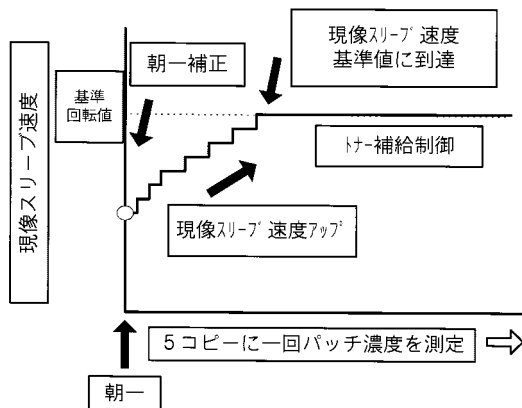 現像ｽﾘｰﾌﾞ速度
基準値に到達
朝一補正
基準
回転値
現像スリーブ速度
ﾄﾅｰ補給制御
現像ｽﾘｰﾌﾞ速度ｱｯﾌﾟ
５コピーに一回パッチ濃度を測定
朝一